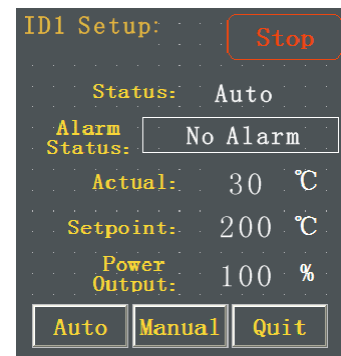 ID1 Setup:
Stop
Status: Auto
Alarm Status: No Alarm
Actual: 30 ℃
Setpoint: 200 ℃
Power Output: 100 %
Auto Manual Quit